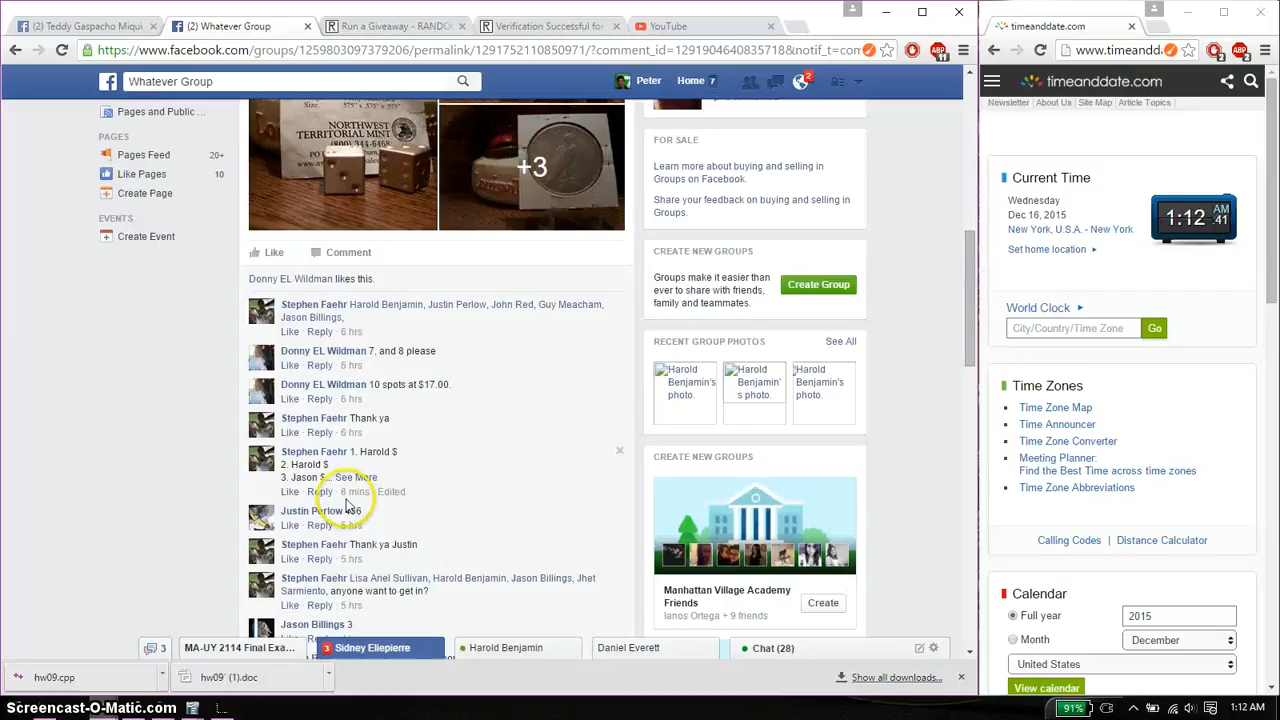 (2) Teddy Gaspacho Miqui
(2) Whatever Group
Run a Giveaway - RANDO
Verification Successful fo
YouTube
timeanddate.com
https://www.facebook.com/groups/1259803097379206/permalink/1291752110850971/?comment_id=1291904640835718&notif_t=com
www.timeandda
Whatever Group
Peter
Home 7
2
timeanddate.com
Newsletter About Us Site Map Article Topics
Pages and Public ...
PAGES
Pages Feed 20+
Like Pages 10
Create Page
EVENTS
Create Event
NORTHWEST
TERRITORIAL MINT
(800) 344-6468
+3
Like Comment
Donny EL Wildman likes this.
Stephen Faehr Harold Benjamin, Justin Perlow, John Red, Guy Meacham,
Jason Billings,
Like · Reply · 6 hrs
Donny EL Wildman 7, and 8 please
Like · Reply · 6 hrs
Donny EL Wildman 10 spots at $17.00.
Like · Reply · 6 hrs
Stephen Faehr Thank ya
Like · Reply · 6 hrs
Stephen Faehr 1. Harold $
2. Harold $
3. Jason $... See More
Like · Reply · 8 mins · Edited
Justin Perlow
Like · Reply · 5 hrs
Stephen Faehr Thank ya Justin
Like · Reply · 5 hrs
Stephen Faehr Lisa Ariel Sullivan, Harold Benjamin, Jason Billings, Jhet
Sarmiento, anyone want to get in?
Like · Reply · 5 hrs
Jason Billings 3
FOR SALE
Learn more about buying and selling in
Groups on Facebook.
Share your feedback on buying and selling in
Groups.
CREATE NEW GROUPS
Groups make it easier than
ever to share with friends,
family and teammates.
Create Group
RECENT GROUP PHOTOS See All
Harold
Benjamin's
photo.
Harold
Benjamin'
s photo.
Harold
Benjamin's
photo.
CREATE NEW GROUPS
Manhattan Village Academy
Friends
Ianos Ortega + 9 friends
Create
3
MA-UY 2114 Final Exa...
3 Sidney Eliepierre
Harold Benjamin
Daniel Everett
Chat (28)
hw09.cpp
hw09' (1).doc
Show all downloads...
Current Time
Wednesday
Dec 16, 2015
New York, U.S.A. - New York
Set home location
1:12 AM 41
World Clock
City/Country/Time Zone
Go
Time Zones
Time Zone Map
Time Announcer
Time Zone Converter
Meeting Planner:
Find the Best Time across time zones
Time Zone Abbreviations
Calling Codes | Distance Calculator
Calendar
Full year 2015
Month December
United States
View calendar
Screencast-O-Matic.com
91%
1:12 AM